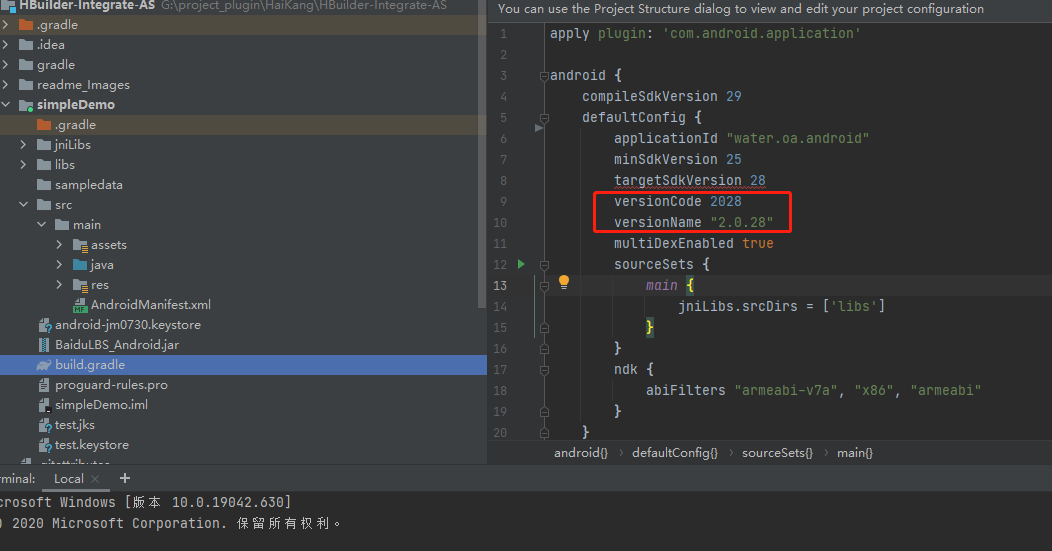 HBuilder-Integrate-AS G:\project_plugin\HaiKang\HBuilder-Integrate-AS
.gradle
.idea
gradle
readme_Images
simpleDemo
.gradle
jniLibs
libs
sampledata
src
main
assets
java
res
AndroidManifest.xml
android-jm0730.keystore
BaiduLBS_Android.jar
build.gradle
proguard-rules.pro
simpleDemo.iml
test.jks
test.keystore
.gitattributes
You can use the Project Structure dialog to view and edit your project configuration
1 apply plugin: 'com.android.application'
2
3 android {
4 compileSdkVersion 29
5 defaultConfig {
6 applicationId "water.oa.android"
7 minSdkVersion 25
8 targetSdkVersion 28
9 versionCode 2028
10 versionName "2.0.28"
11 multiDexEnabled true
12 sourceSets {
13 main {
14 jniLibs.srcDirs = ['libs']
15 }
16 }
17 ndk {
18 abiFilters "armeabi-v7a", "x86", "armeabi"
19 }
20 }
android{} › defaultConfig{} › sourceSets{} › main{}
rminal: Local × +
crosoft Windows [版本 10.0.19042.630]
) 2020 Microsoft Corporation. 保留所有权利。